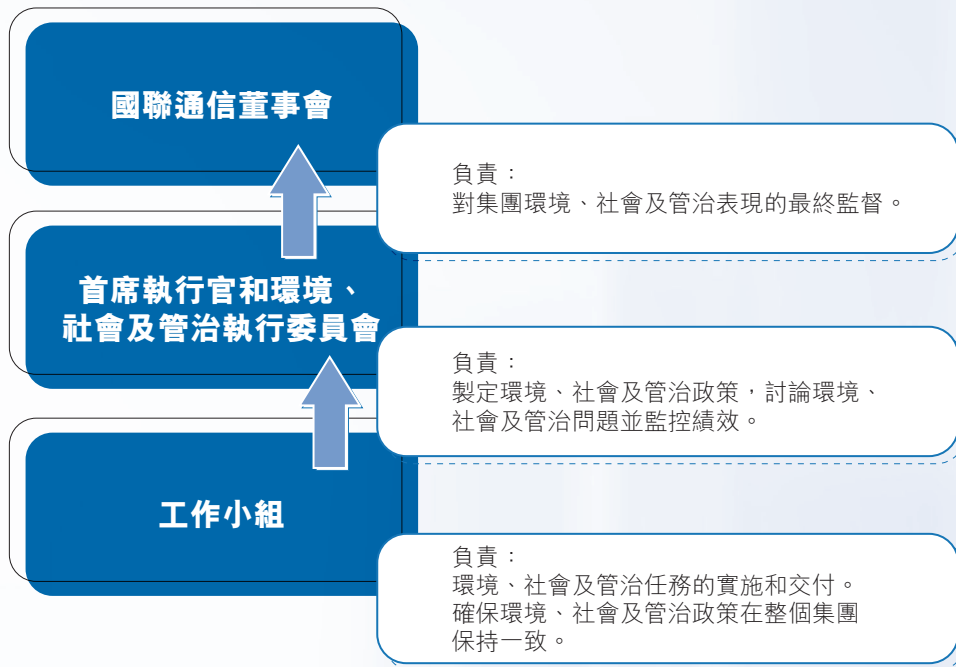 國聯通信董事會
負責：
對集團環境、社會及管治表現的最終監督。
首席執行官和環境、
社會及管治執行委員會
負責：
製定環境、社會及管治政策，討論環境、
社會及管治問題並監控績效。
工作小組
負責：
環境、社會及管治任務的實施和交付。
確保環境、社會及管治政策在整個集團
保持一致。